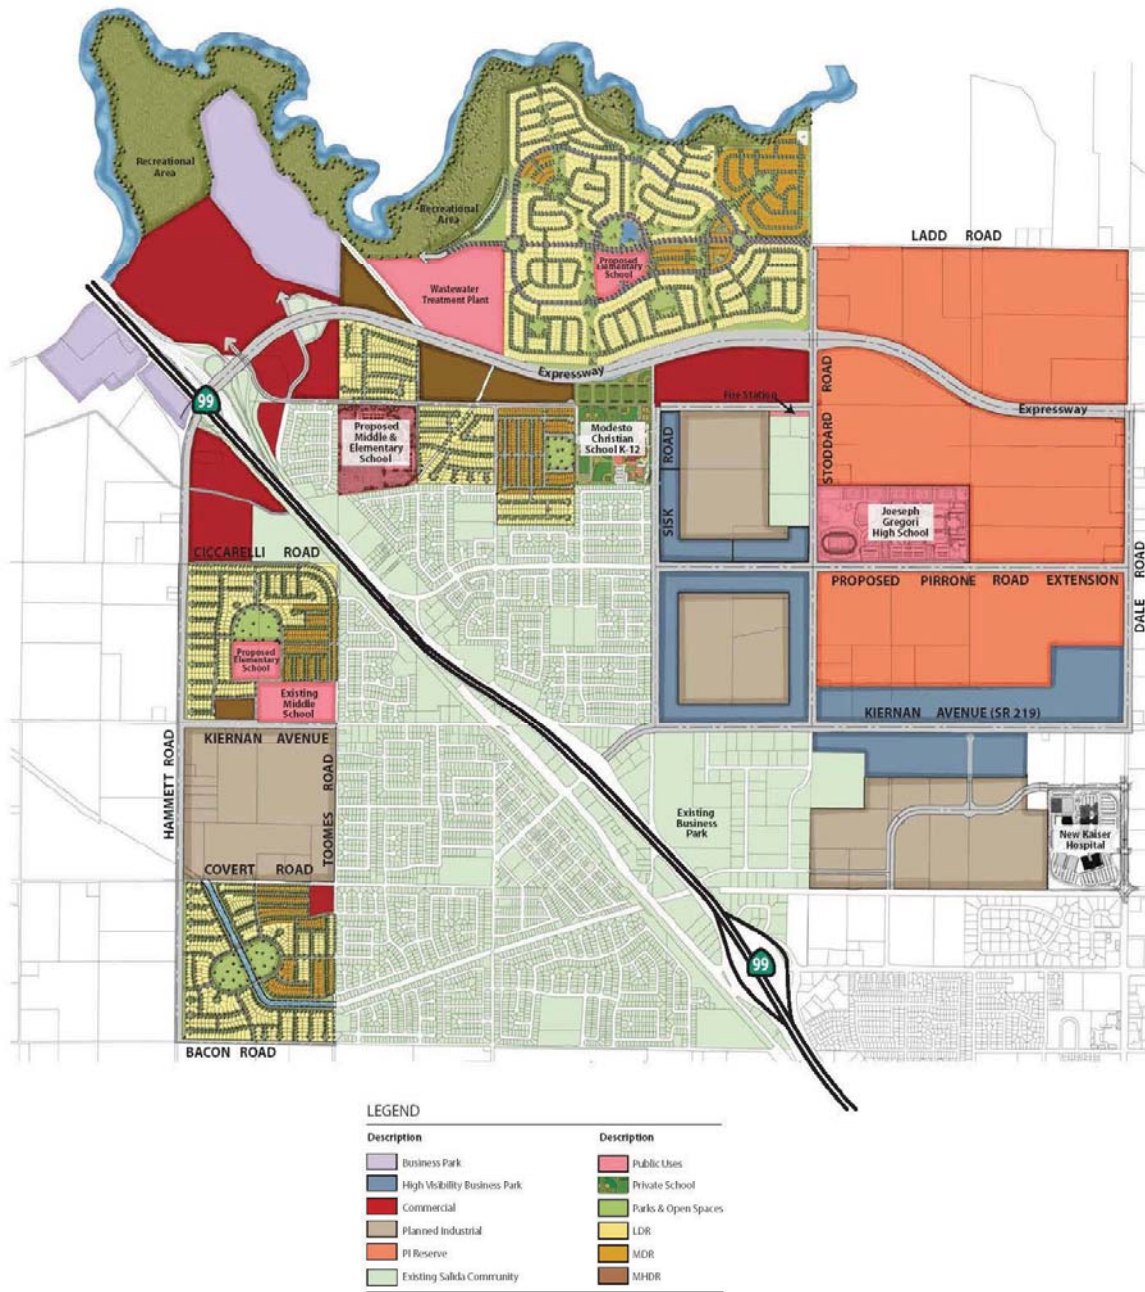 Recreational
Area
Recreational
Area
LADD ROAD
Proposed
Elementary
School
Wastewater
Treatment Plant
Expressway
99
Fire Station
STODDARD ROAD
Expressway
Proposed
Middle &
Elementary
School
Modesto
Christian
School K-12
SISK ROAD
Joeseph
Gregori
High School
CICCARELLI ROAD
PROPOSED PIRRONE ROAD EXTENSION
DALE ROAD
Proposed
Elementary
School
Existing
Middle
School
KIERNAN AVENUE (SR 219)
KIERNAN AVENUE
HAMMETT ROAD
TOOMES ROAD
Existing
Business
Park
New Kaiser
Hospital
COVERT ROAD
99
BACON ROAD
LEGEND
Description
Business Park
High Visibility Business Park
Commercial
Planned Industrial
PI Reserve
Existing Salida Community
Description
Public Uses
Private School
Parks & Open Spaces
LDR
MDR
MHDR